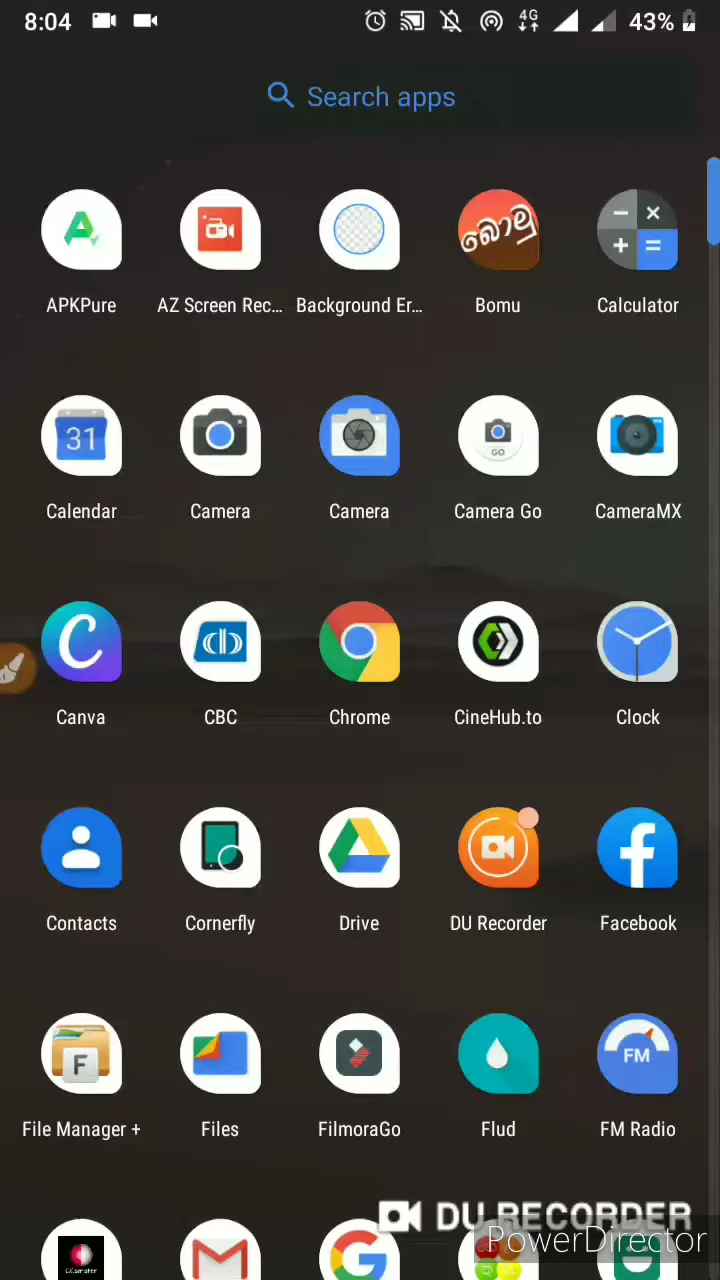 8:04 4G 43%
Search apps
බොමු
APKPure AZ Screen Rec... Background Er... Bomu Calculator
31 GO
Calendar Camera Camera Camera Go CameraMX
C
Canva CBC Chrome CineHub.to Clock
f
Contacts Cornerfly Drive DU Recorder Facebook
F FM
File Manager + Files FilmoraGo Flud FM Radio
DU RECORDER
PowerDirector